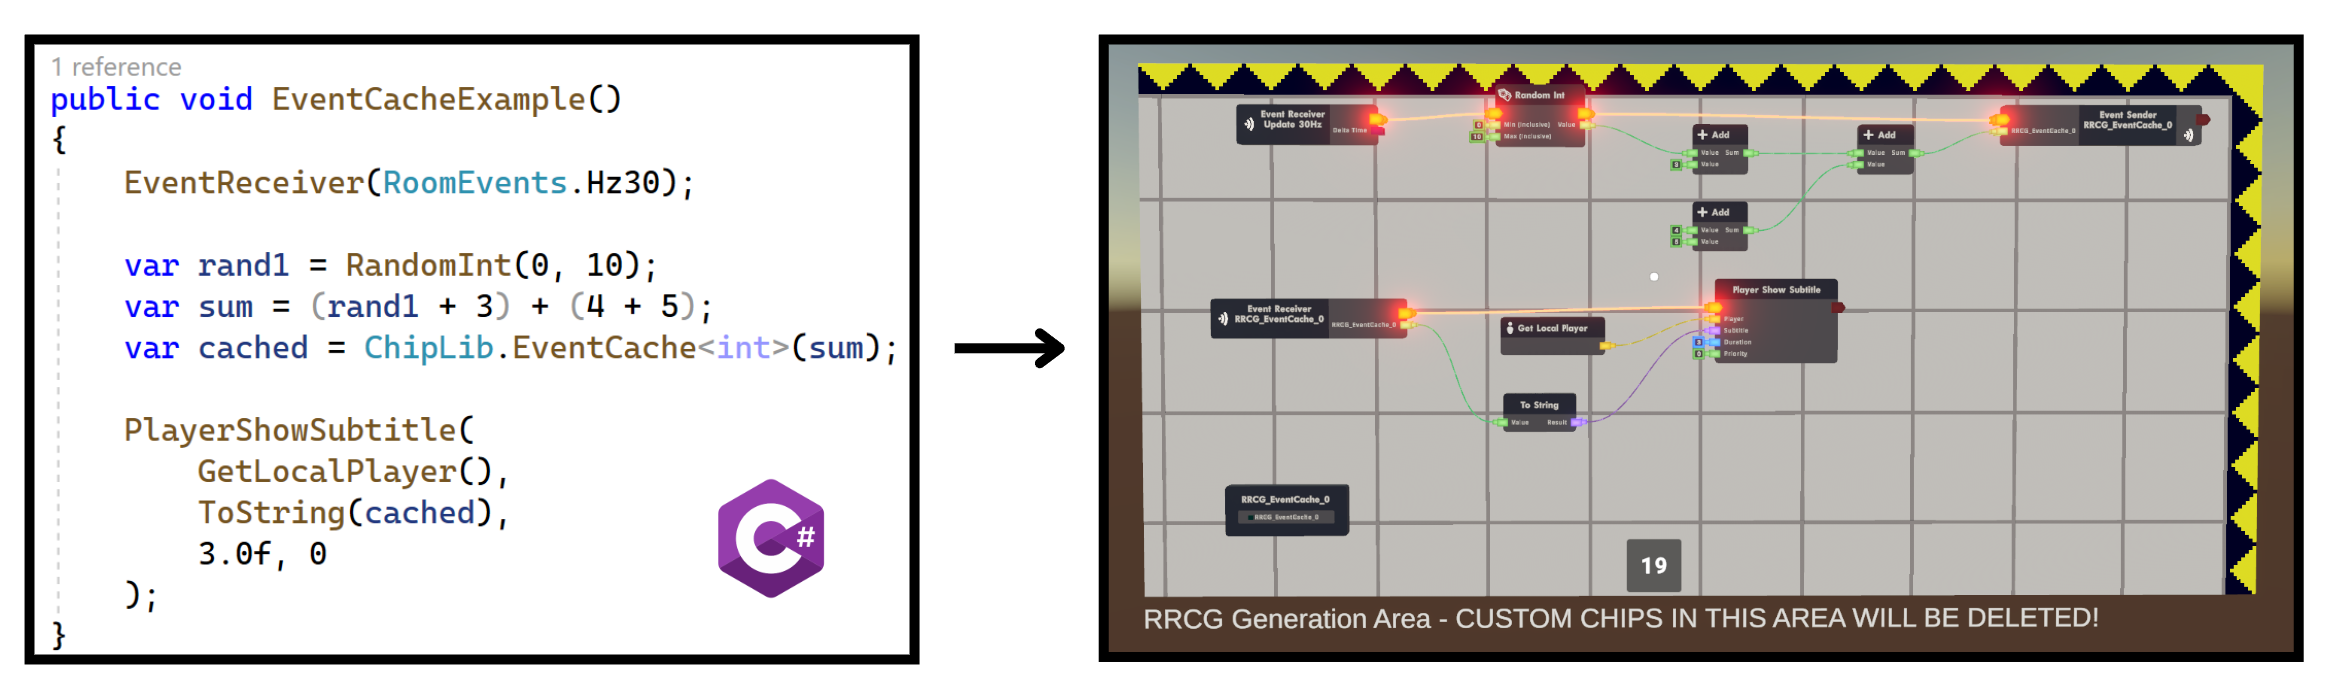 1 reference
public void EventCacheExample()
{
EventReceiver(RoomEvents.Hz30);
var rand1 = RandomInt(0, 10);
var sum = (rand1 + 3) + (4 + 5);
var cached = ChipLib.EventCache<int>(sum);
PlayerShowSubtitle(
GetLocalPlayer(),
ToString(cached),
3.0f, 0
);
}
C#
Event Receiver
Update 30Hz
Delta Time
Random Int
0 Min (Inclusive) Value
10 Max (Inclusive)
Add
Value Sum
3 Value
Add
Value Sum
Value
Event Sender
RRCG_EventCache_0
RRCG_EventCache_0
Add
4 Value Sum
5 Value
Event Receiver
RRCG_EventCache_0
RRCG_EventCache_0
Get Local Player
Player Show Subtitle
Player
Subtitle
3 Duration
0 Priority
To String
Value Result
RRCG_EventCache_0
RRCG_EventCache_0
19
RRCG Generation Area - CUSTOM CHIPS IN THIS AREA WILL BE DELETED!